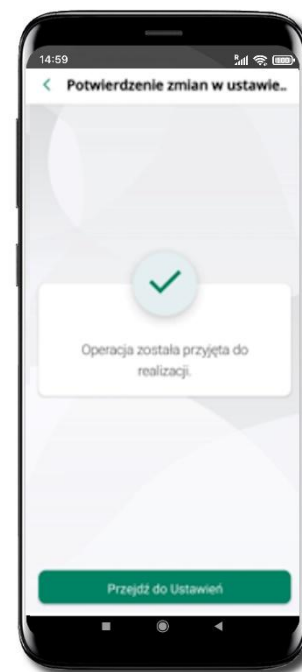 14:59
Potwierdzenie zmian w ustawie..
Operacja została przyjęta do
realizacji.
Przejdź do Ustawień